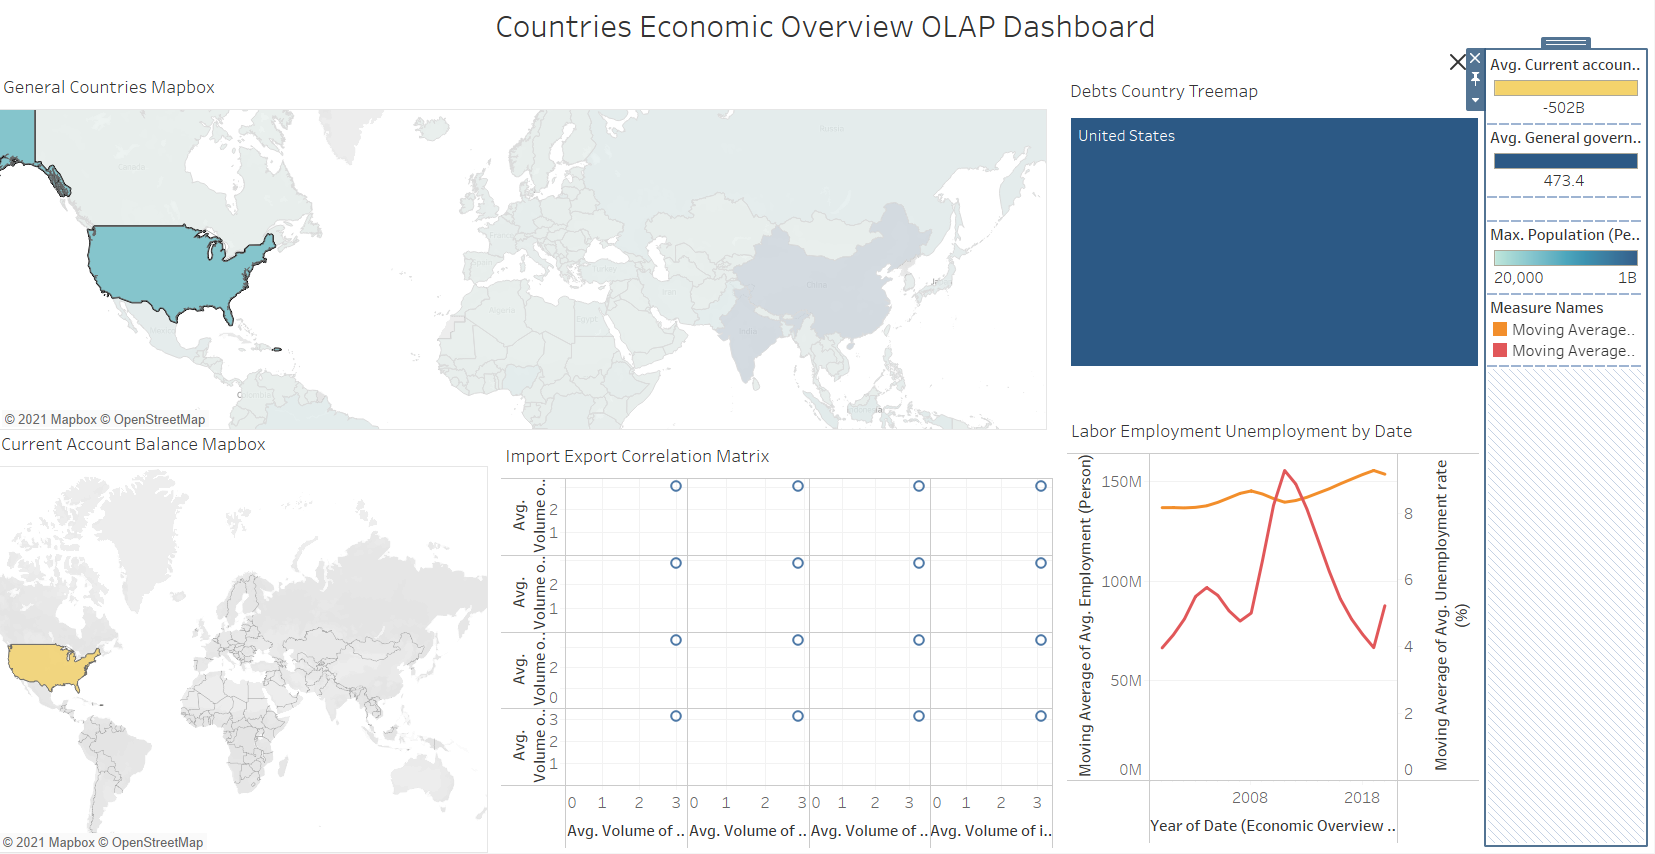 Countries Economic Overview OLAP Dashboard
General Countries Mapbox
© 2021 Mapbox © OpenStreetMap
Debts Country Treemap
United States
Avg. Current accoun..
-502B
Avg. General govern..
473.4
Max. Population (Pe..
20,000 1B
Measure Names
Moving Average..
Moving Average..
Current Account Balance Mapbox
© 2021 Mapbox © OpenStreetMap
Import Export Correlation Matrix
Avg.
Volume o..
2
1
Avg.
Volume o..
2
1
Avg.
Volume o..
2
0
Avg.
Volume o..
3
2
1
0 1 2 3 0 1 2 3 0 1 2 3 0 1 2 3
Avg. Volume of .. Avg. Volume of .. Avg. Volume of .. Avg. Volume of i..
Labor Employment Unemployment by Date
Moving Average of Avg. Employment (Person)
150M
100M
50M
0M
8
6
4
2
0
Moving Average of Avg. Unemployment rate
(%)
2008 2018
Year of Date (Economic Overview ..